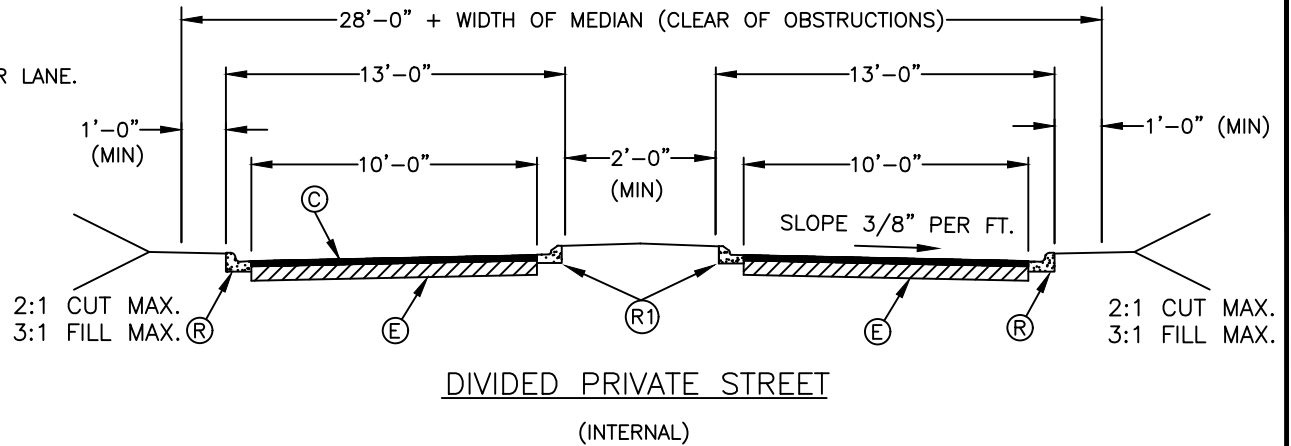 28'-0" + WIDTH OF MEDIAN (CLEAR OF OBSTRUCTIONS)
R LANE.
13'-0"
13'-0"
1'-0"
(MIN)
1'-0" (MIN)
10'-0"
2'-0"
(MIN)
10'-0"
C
SLOPE 3/8" PER FT.
2:1 CUT MAX.
3:1 FILL MAX.
R
E
R1
E
R
2:1 CUT MAX.
3:1 FILL MAX.
DIVIDED PRIVATE STREET
(INTERNAL)